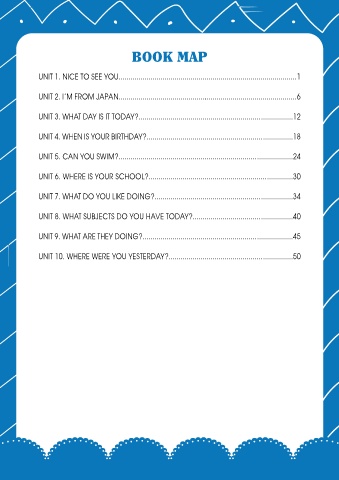 BOOK MAP
UNIT 1. NICE TO SEE YOU....................................................................................1
UNIT 2. I'M FROM JAPAN....................................................................................6
UNIT 3. WHAT DAY IS IT TODAY?.........................................................................12
UNIT 4. WHEN IS YOUR BIRTHDAY?.....................................................................18
UNIT 5. CAN YOU SWIM?..................................................................................24
UNIT 6. WHERE IS YOUR SCHOOL?....................................................................30
UNIT 7. WHAT DO YOU LIKE DOING?.................................................................34
UNIT 8. WHAT SUBJECTS DO YOU HAVE TODAY?...............................................40
UNIT 9. WHAT ARE THEY DOING?.......................................................................45
UNIT 10. WHERE WERE YOU YESTERDAY?...........................................................50